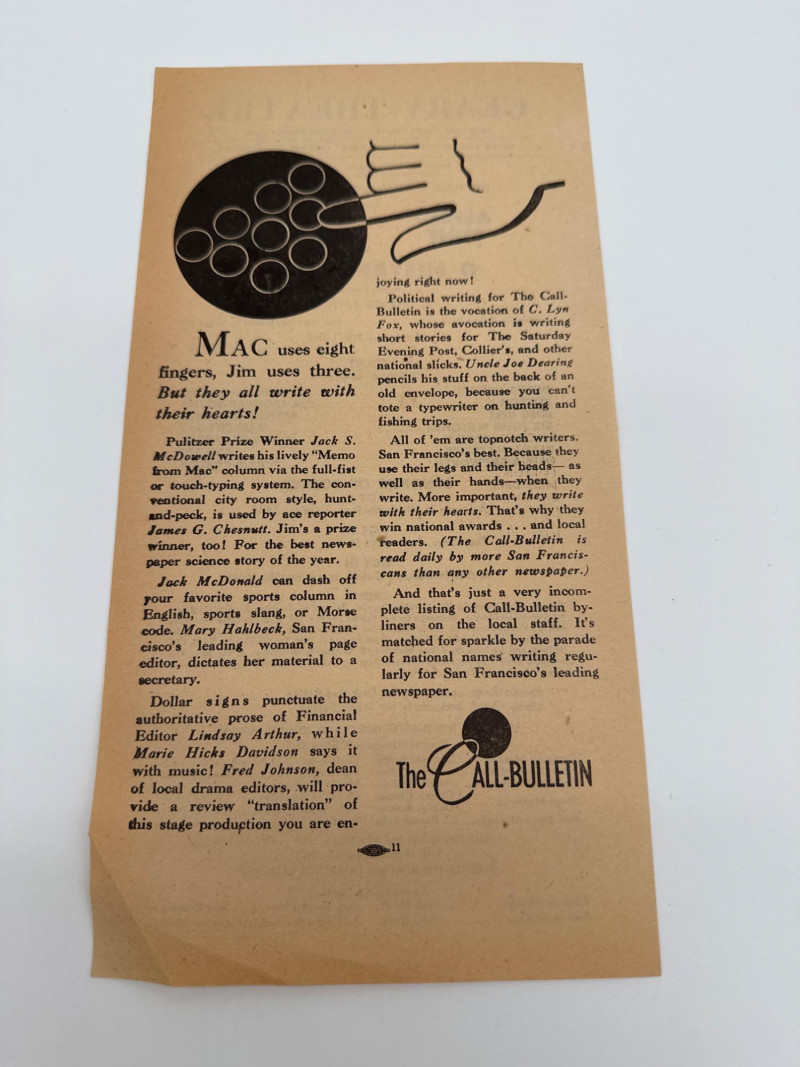 MAC uses eight
fingers, Jim uses three.
But they all write with
their hearts!
Pulitzer Prize Winner Jack S.
McDowell writes his lively "Memo
from Mac" column via the full-fist
or touch-typing system. The con-
ventional city room style, hunt-
and-peck, is used by ace reporter
James G. Chesnutt. Jim's a prize
winner, too! For the best news-
paper science story of the year.
Jack McDonald can dash off
your favorite sports column in
English, sports slang, or Morse
code. Mary Hahlbeck, San Fran-
cisco's leading woman's page
editor, dictates her material to a
secretary.
Dollar signs punctuate the
authoritative prose of Financial
Editor Lindsay Arthur, while
Marie Hicks Davidson says it
with music! Fred Johnson, dean
of local drama editors, will pro-
vide a review "translation" of
this stage production you are en-
joying right now!
Political writing for The Call-
Bulletin is the vocation of C. Lyn
Fox, whose avocation is writing
short stories for The Saturday
Evening Post, Collier's, and other
national slicks. Uncle Joe Dearing
pencils his stuff on the back of an
old envelope, because you can't
tote a typewriter on hunting and
fishing trips.
All of 'em are topnotch writers.
San Francisco's best. Because they
use their legs and their heads—as
well as their hands—when they
write. More important, they write
with their hearts. That's why they
win national awards . . . and local
readers. (The Call-Bulletin is
read daily by more San Francis-
cans than any other newspaper.)
And that's just a very incom-
plete listing of Call-Bulletin by-
liners on the local staff. It's
matched for sparkle by the parade
of national names writing regu-
larly for San Francisco's leading
newspaper.
The CALL-BULLETIN
11